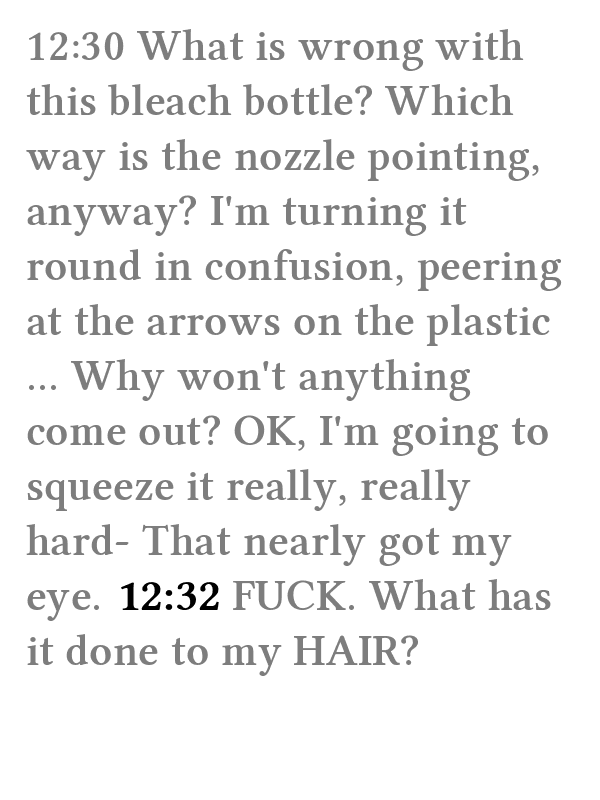 12:30 What is wrong with
this bleach bottle? Which
way is the nozzle pointing,
anyway? I'm turning it
round in confusion, peering
at the arrows on the plastic
... Why won't anything
come out? OK, I'm going to
squeeze it really, really
hard- That nearly got my
eye. 12:32 FUCK. What has
it done to my HAIR?